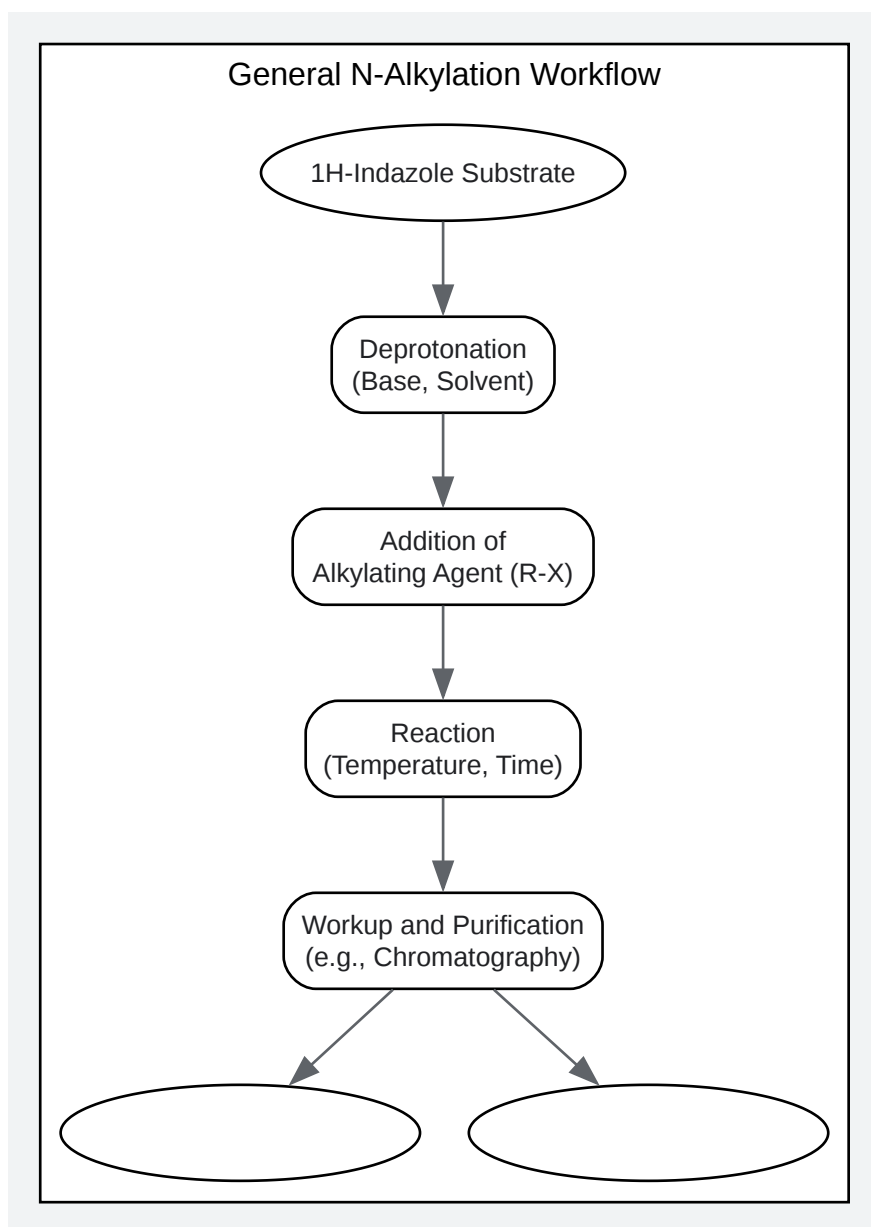 General N-Alkylation Workflow
1H-Indazole Substrate
Deprotonation
(Base, Solvent)
Addition of
Alkylating Agent (R-X)
Reaction
(Temperature, Time)
Workup and Purification
(e.g., Chromatography)